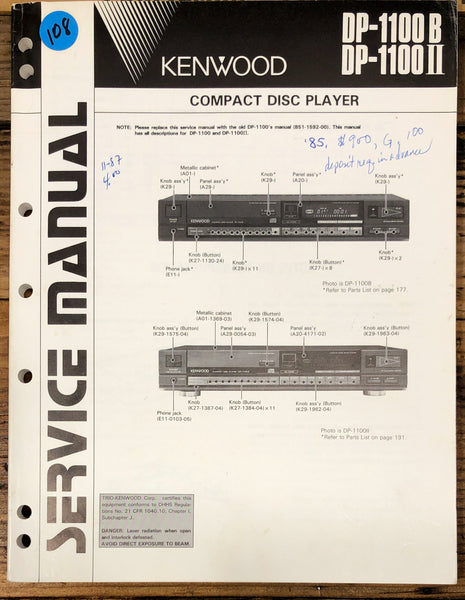 108
DP-1100 B
DP-1100 II
KENWOOD
COMPACT DISC PLAYER
SERVICE MANUAL
NOTE: Please replace this service manual with the old DP-1100's manual (B51-1592-00). This manual
has all descriptions for DP-1100 and DP-1100II.
'85, $900, G, 100
deposit req. in advance
11-87
4.00
Metallic cabinet*
(A01-)
Knob ass'y*
(K29-)
Panel ass'y*
(A29-)
Knob*
(K29-)
Panel ass'y*
(A20-)
Knob ass'y*
(K29-)
KENWOOD
Phone jack*
(E11-)
Knob (Button)
(K27-1130-24)
Knob*
(K29-) x 11
Knob (Button)
(K27-) x 8
Knob*
(K29-) x 2
Photo is DP-1100B
*Refer to Parts List on page 177.
Metallic cabinet
(A01-1369-03)
Knob ass'y (Button)
(K29-1574-04)
Knob ass'y (Button)
(K29-1575-04)
Panel ass'y
(A29-0054-03)
Panel ass'y
(A20-4171-02)
Knob ass'y (Button)
(K29-1963-04)
KENWOOD
Phone jack
(E11-0103-05)
Knob
(K27-1367-04)
Knob (Button)
(K27-1384-04) x 11
Knob ass'y (Button)
(K29-1962-04)
Photo is DP-1100II
*Refer to Parts List on page 191.
TRIO-KENWOOD Corp. certifies this
equipment conforms to DHHS Regula-
tions No. 21 CFR 1040.10, Chapter I,
Subchapter J.
DANGER: Laser radiation when open
and interlock defeated.
AVOID DIRECT EXPOSURE TO BEAM.